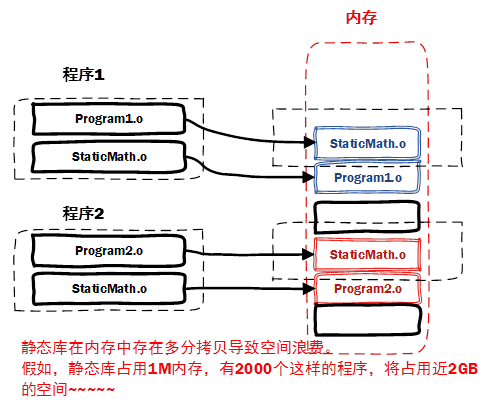 内存
程序1
Program1.o
StaticMath.o
StaticMath.o
Program1.o
程序2
Program2.o
StaticMath.o
StaticMath.o
Program2.o
静态库在内存中存在多分拷贝导致空间浪费。
假如，静态库占用1M内存，有2000个这样的程序，将占用近2GB
的空间~~~~~